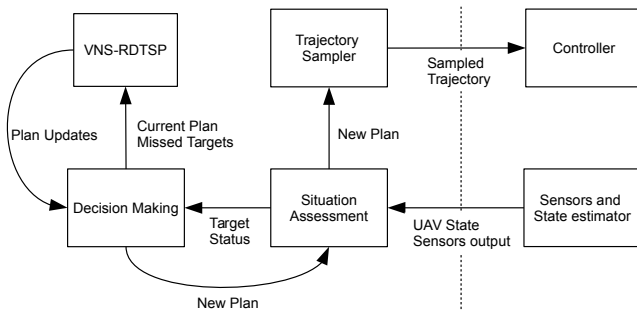 VNS-RDTSP
Trajectory
Sampler
Sampled
Trajectory
Controller
Plan Updates
Current Plan
Missed Targets
New Plan
Decision Making
Target
Status
Situation
Assessment
UAV State
Sensors output
Sensors and
State estimator
New Plan